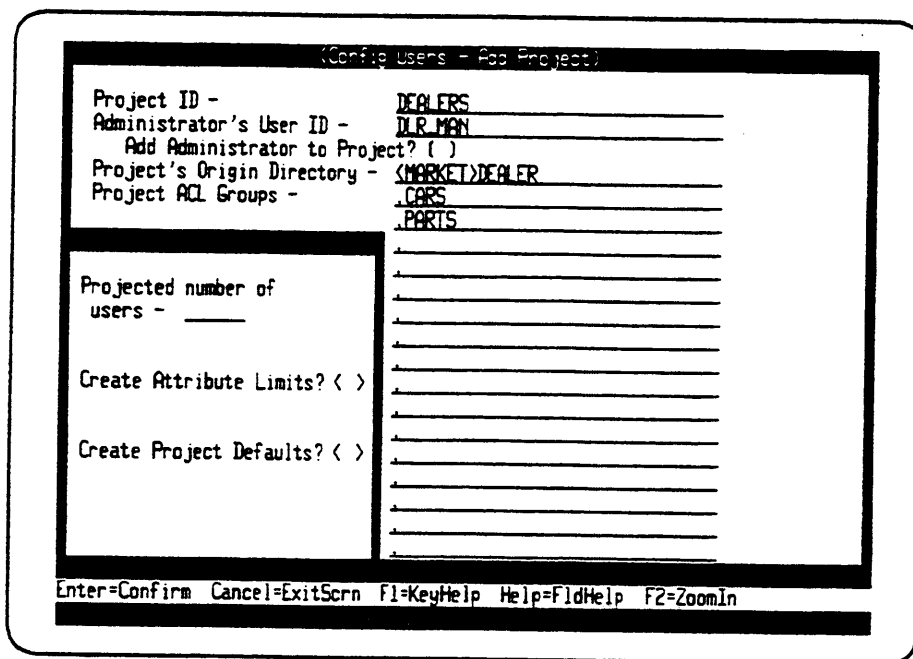 (Config Users - Add Project)
Project ID - DEALERS
Administrator's User ID - DLR_MAN
Add Administrator to Project? ( )
Project's Origin Directory - <MARKET>DEALER
Project ACL Groups - .CARS
.PARTS
.
.
.
Projected number of
.
users - _____
.
.
.
Create Attribute Limits? < >
.
.
.
Create Project Defaults? < >
.
.
.
.
.
Enter=Confirm Cancel=ExitScrn F1=KeyHelp Help=FldHelp F2=ZoomIn